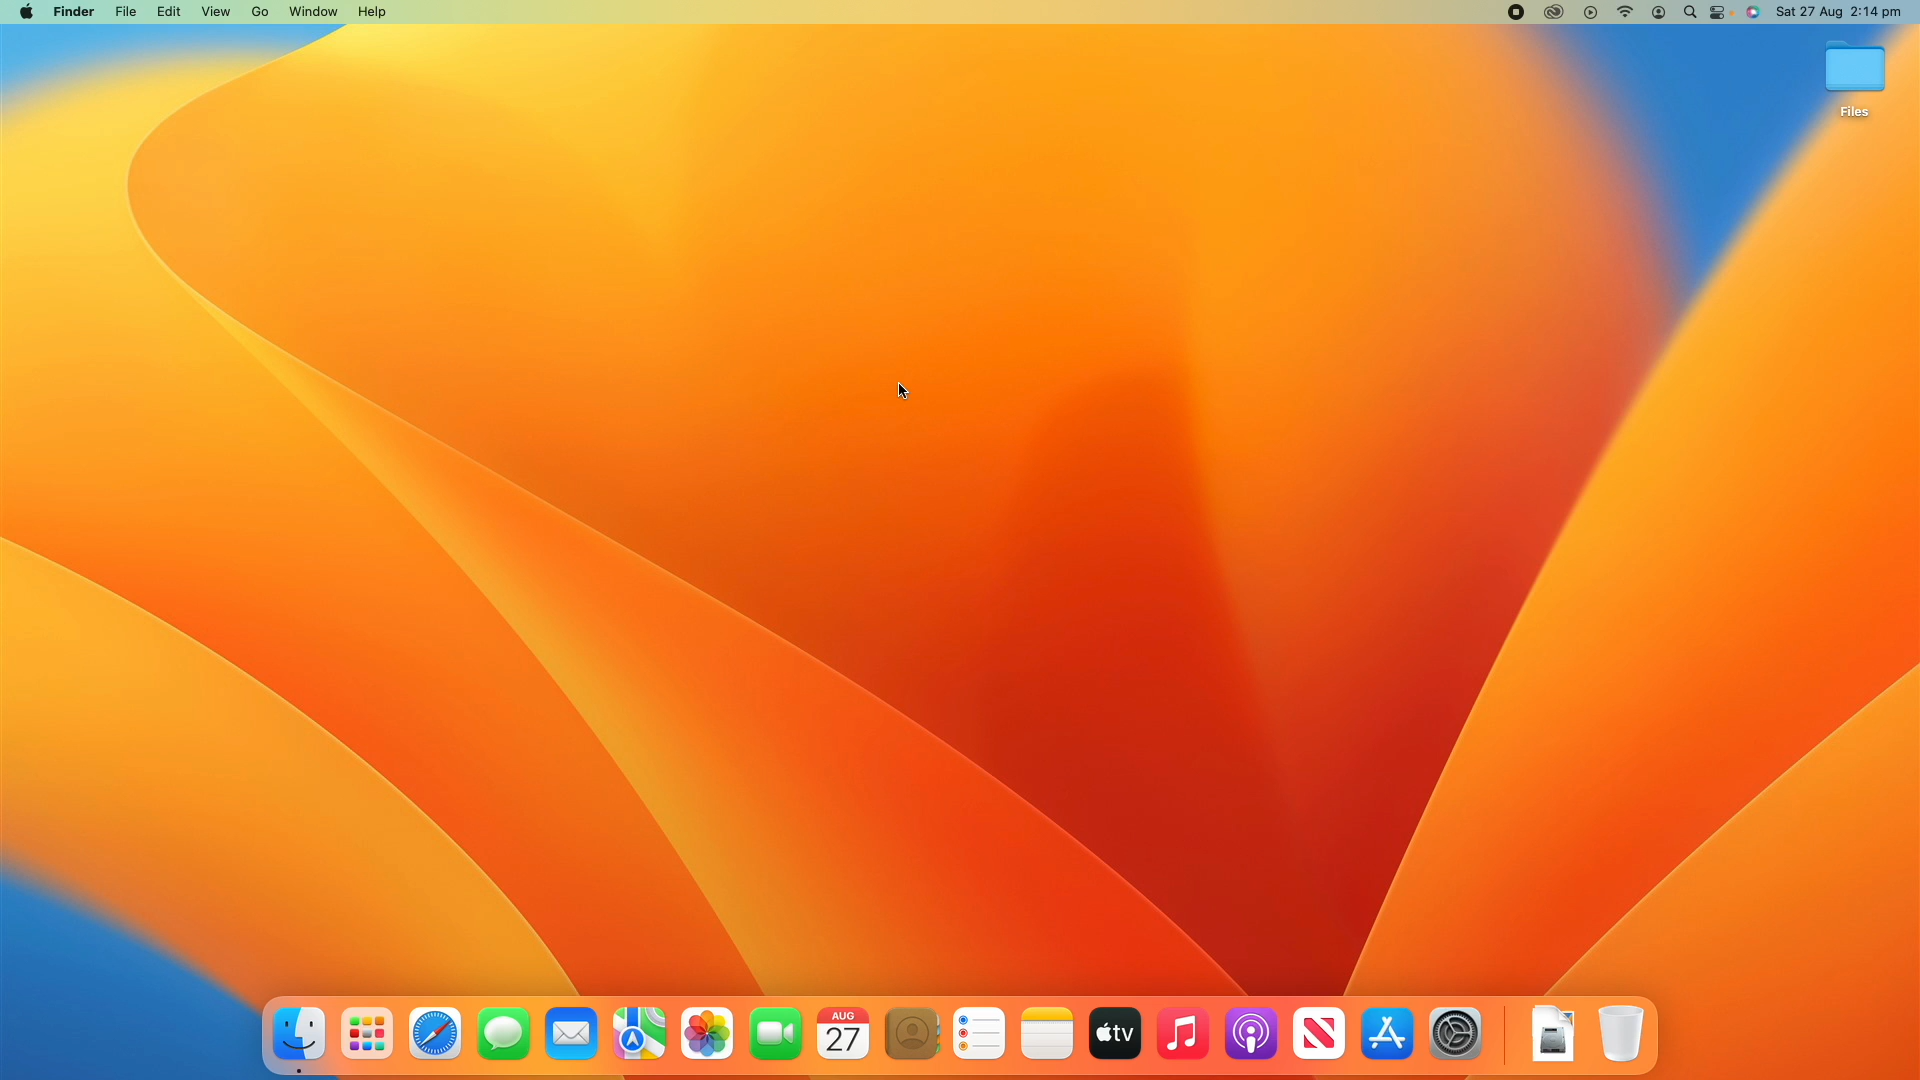 Finder File Edit View Go Window Help
Sat 27 Aug 2:14 pm
Files
AUG
27
tv